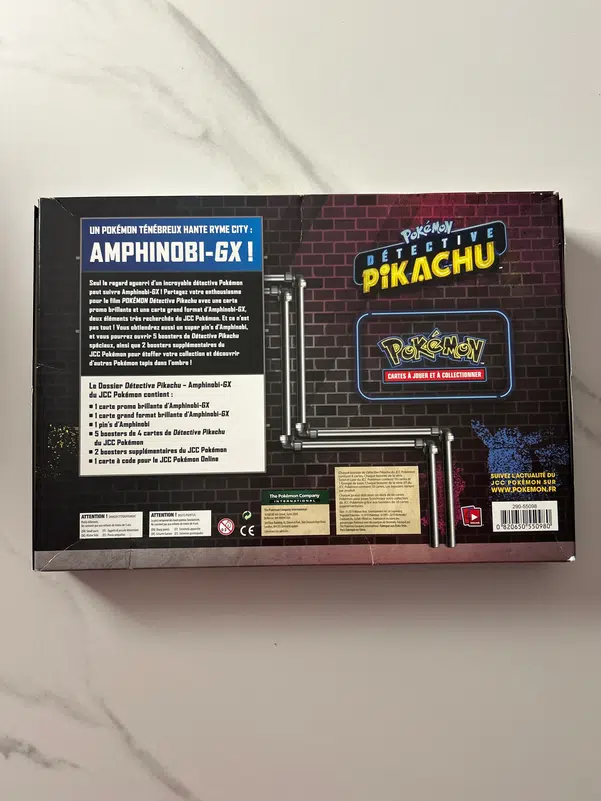 UN POKÉMON TÉNÉBREUX HANTE RYME CITY :
AMPHINOBI-GX !
Seul le regard aguerri d'un incroyable détective Pokémon
peut suivre Amphinobi-GX ! Partagez votre enthousiasme
pour le film POKÉMON Détective Pikachu avec une carte
promo brillante et une carte grand format d'Amphinobi-GX,
deux éléments très recherchés du JCC Pokémon. Et ce n'est
pas tout ! Vous obtiendrez aussi un super pin's d'Amphinobi,
et vous pourrez ouvrir 5 boosters de Détective Pikachu
spéciaux, ainsi que 2 boosters supplémentaires du
JCC Pokémon pour étoffer votre collection et découvrir
d'autres Pokémon tapis dans l'ombre !
Le Dossier Détective Pikachu – Amphinobi-GX
du JCC Pokémon contient :
■ 1 carte promo brillante d'Amphinobi-GX
■ 1 carte grand format brillante d'Amphinobi-GX
■ 1 pin's d'Amphinobi
■ 5 boosters de 4 cartes de Détective Pikachu
du JCC Pokémon
■ 2 boosters supplémentaires du JCC Pokémon
■ 1 carte à code pour le JCC Pokémon Online
POKÉMON
DÉTECTIVE
PIKACHU
POKÉMON
CARTES À JOUER ET À COLLECTIONNER
SUIVEZ L'ACTUALITÉ DU
JCC POKÉMON SUR
WWW.POKEMON.FR
ATTENTION !
ATTENTION !
0-3
CE
The Pokémon Company
INTERNATIONAL
290-55098
0 820650 550980